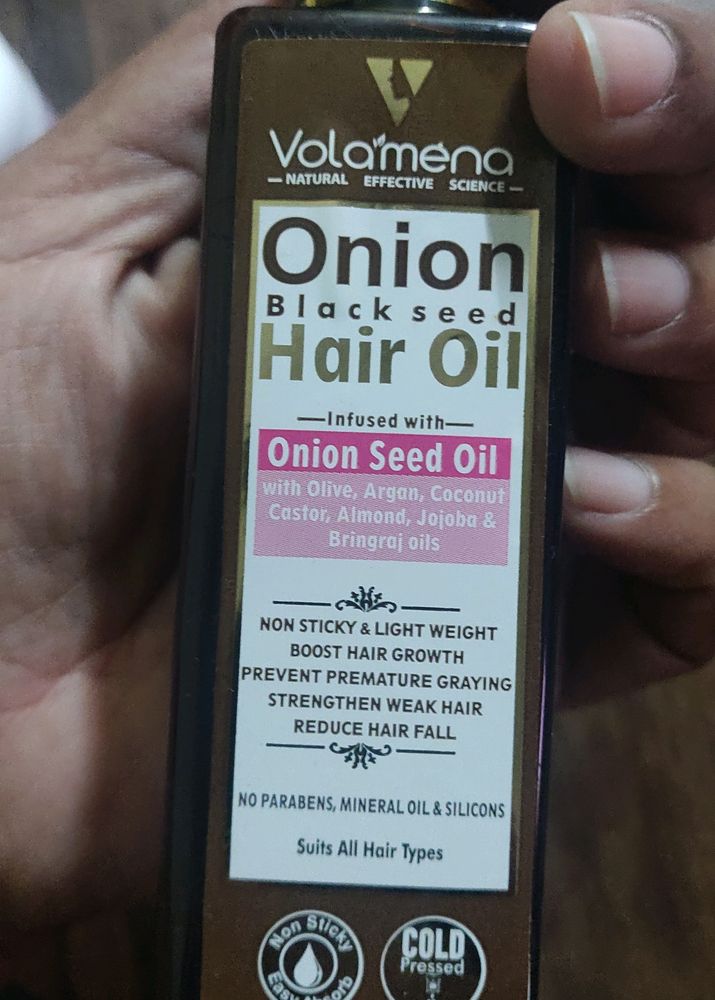 Volamena
— NATURAL EFFECTIVE SCIENCE —
Onion
Black seed
Hair Oil
—Infused with—
Onion Seed Oil
with Olive, Argan, Coconut
Castor, Almond, Jojoba &
Bringraj oils
NON STICKY & LIGHT WEIGHT
BOOST HAIR GROWTH
PREVENT PREMATURE GRAYING
STRENGTHEN WEAK HAIR
REDUCE HAIR FALL
NO PARABENS, MINERAL OIL & SILICONS
Suits All Hair Types
Non Sticky
Easy Absorb
COLD
Pressed